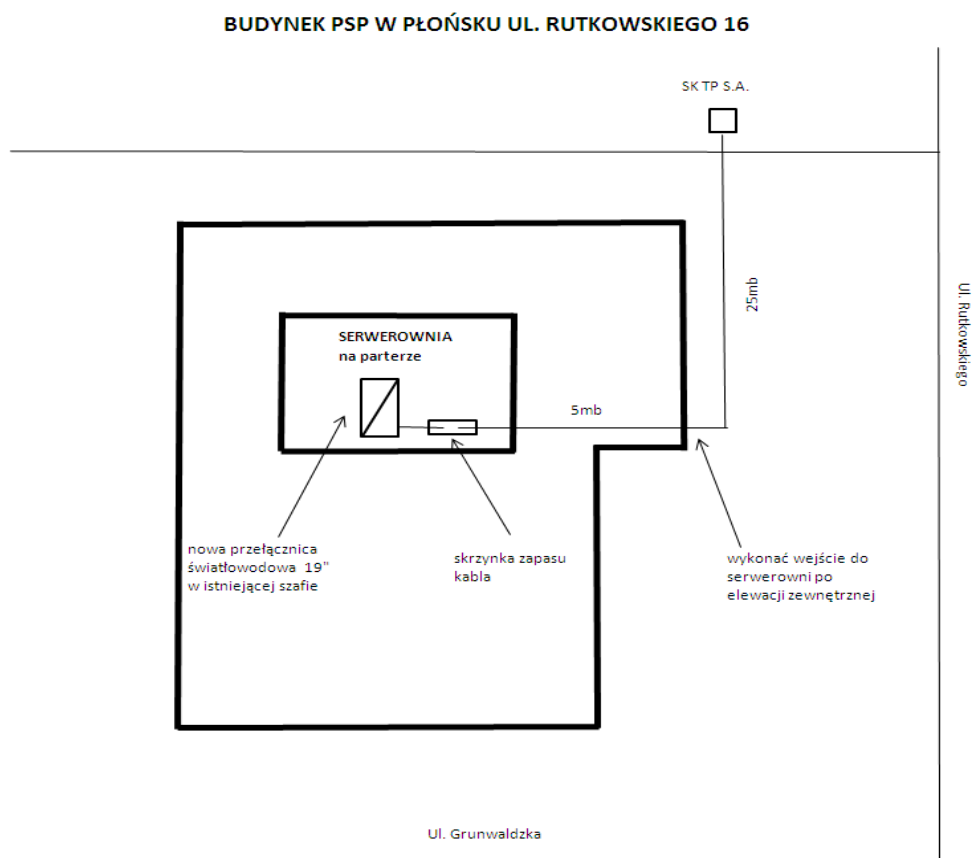 BUDYNEK PSP W PŁOŃSKU UL. RUTKOWSKIEGO 16
SK TP S.A.
25mb
Ul. Rutkowskiego
SERWEROWNIA
na parterze
5mb
nowa przełącznica
światłowodowa 19"
w istniejącej szafie
skrzynka zapasu
kabla
wykonać wejście do
serwerowni po
elewacji zewnętrznej
Ul. Grunwaldzka